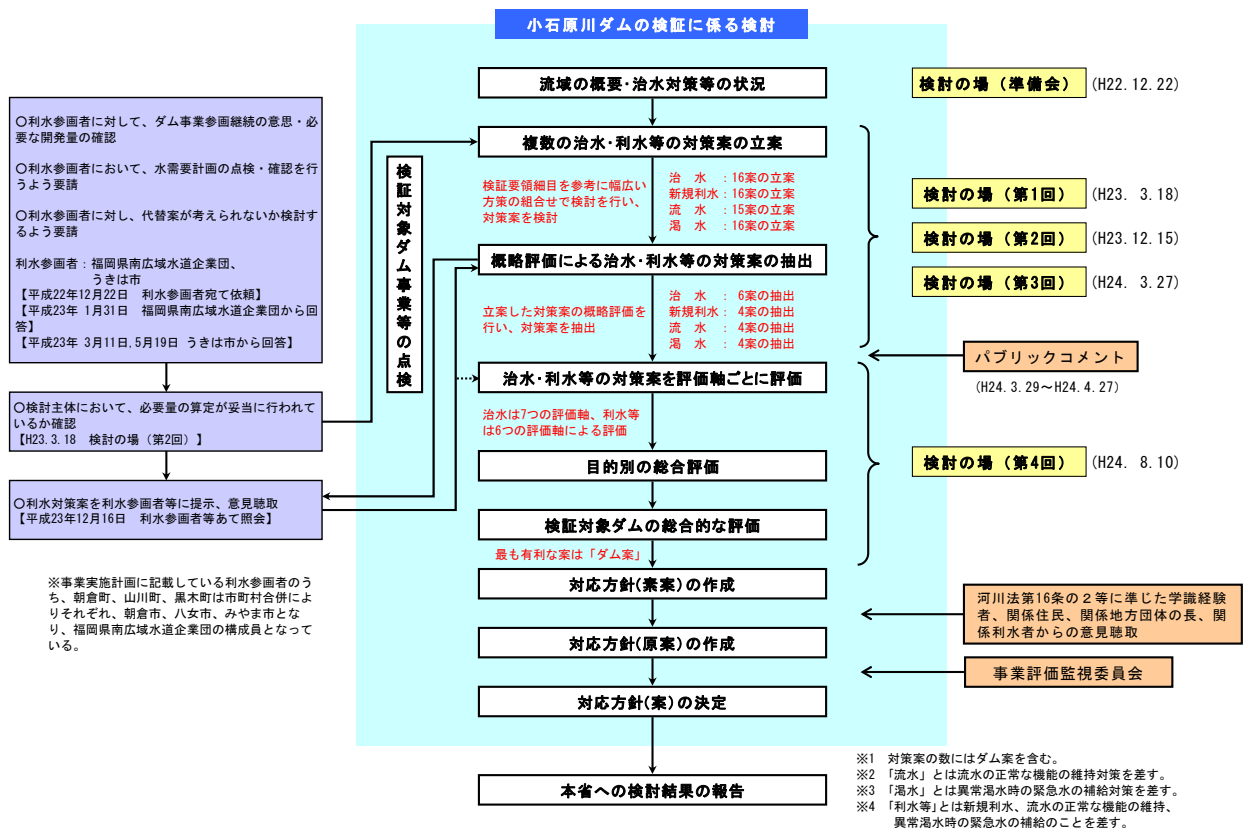 小石原川ダムの検証に係る検討
流域の概要・治水対策等の状況
検討の場（準備会）
(H22.12.22)
〇利水参画者に対して、ダム事業参画継続の意思・必
要な開発量の確認
〇利水参画者において、水需要計画の点検・確認を行
うよう要請
〇利水参画者に対し、代替案が考えられないか検討す
るよう要請
利水参画者：福岡県南広域水道企業団、
うきは市
【平成22年12月22日　利水参画者宛て依頼】
【平成23年 1月31日　福岡県南広域水道企業団から回
答】
【平成23年 3月11日,5月19日 うきは市から回答】
〇検討主体において、必要量の算定が妥当に行われて
いるか確認
【H23.3.18　検討の場（第2回）】
〇利水対策案を利水参画者等に提示、意見聴取
【平成23年12月16日　利水参画者等あて照会】
※事業実施計画に記載している利水参画者のう
ち、朝倉町、山川町、黒木町は市町村合併によ
りそれぞれ、朝倉市、八女市、みやま市とな
り、福岡県南広域水道企業団の構成員となって
いる。
検証対象ダム事業等の点検
複数の治水・利水等の対策案の立案
検証要領細目を参考に幅広い
方策の組合せで検討を行い、
対策案を検討
治　水　：16案の立案
新規利水：16案の立案
流　水　：15案の立案
渇　水　：16案の立案
概略評価による治水・利水等の対策案の抽出
立案した対策案の概略評価を
行い、対策案を抽出
治　水　： 6案の抽出
新規利水： 4案の抽出
流　水　： 4案の抽出
渇　水　： 4案の抽出
治水・利水等の対策案を評価軸ごとに評価
治水は7つの評価軸、利水等
は6つの評価軸による評価
目的別の総合評価
検証対象ダムの総合的な評価
最も有利な案は「ダム案」
対応方針(素案)の作成
対応方針(原案)の作成
対応方針(案)の決定
本省への検討結果の報告
検討の場（第1回）
(H23. 3.18)
検討の場（第2回）
(H23.12.15)
検討の場（第3回）
(H24. 3.27)
パブリックコメント
(H24.3.29～H24.4.27)
検討の場（第4回）
(H24. 8.10)
河川法第16条の２等に準じた学識経験
者、関係住民、関係地方団体の長、関
係利水者からの意見聴取
事業評価監視委員会
※1　対策案の数にはダム案を含む。
※2　「流水」とは流水の正常な機能の維持対策を差す。
※3　「渇水」とは異常渇水時の緊急水の補給対策を差す。
※4　「利水等」とは新規利水、流水の正常な機能の維持、
異常渇水時の緊急水の補給のことを差す。